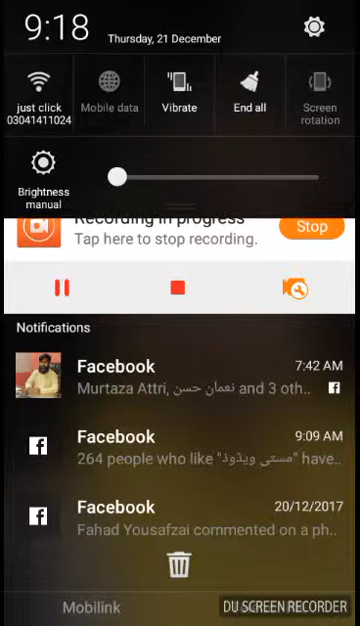 9:18 Thursday, 21 December
just click
03041411024
Mobile data
Vibrate
End all
Screen
rotation
Brightness
manual
Recording in progress
Tap here to stop recording.
Stop
Notifications
Facebook 7:42 AM
Murtaza Attri, نعمان حسن and 3 oth..
Facebook 9:09 AM
264 people who like "مستی ویڈوذ" have..
Facebook 20/12/2017
Fahad Yousafzai commented on a ph..
Mobilink
DU SCREEN RECORDER